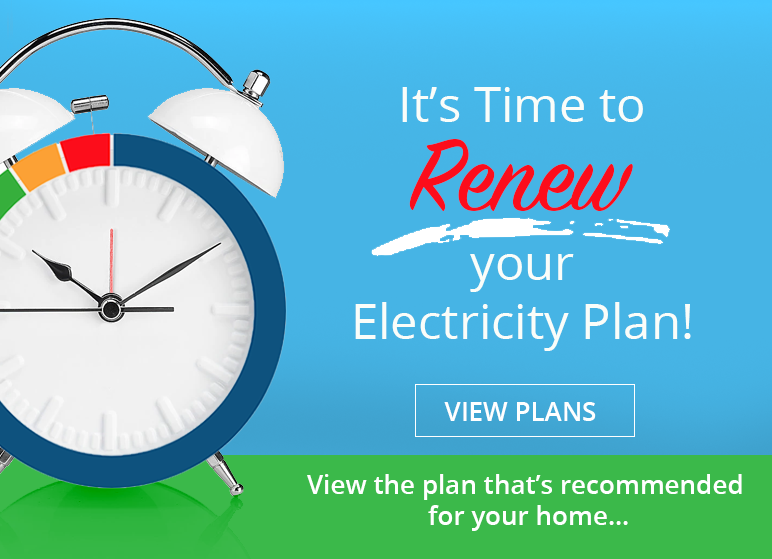 It’s Time to
Renew
your
Electricity Plan!
VIEW PLANS
View the plan that’s recommended
for your home...